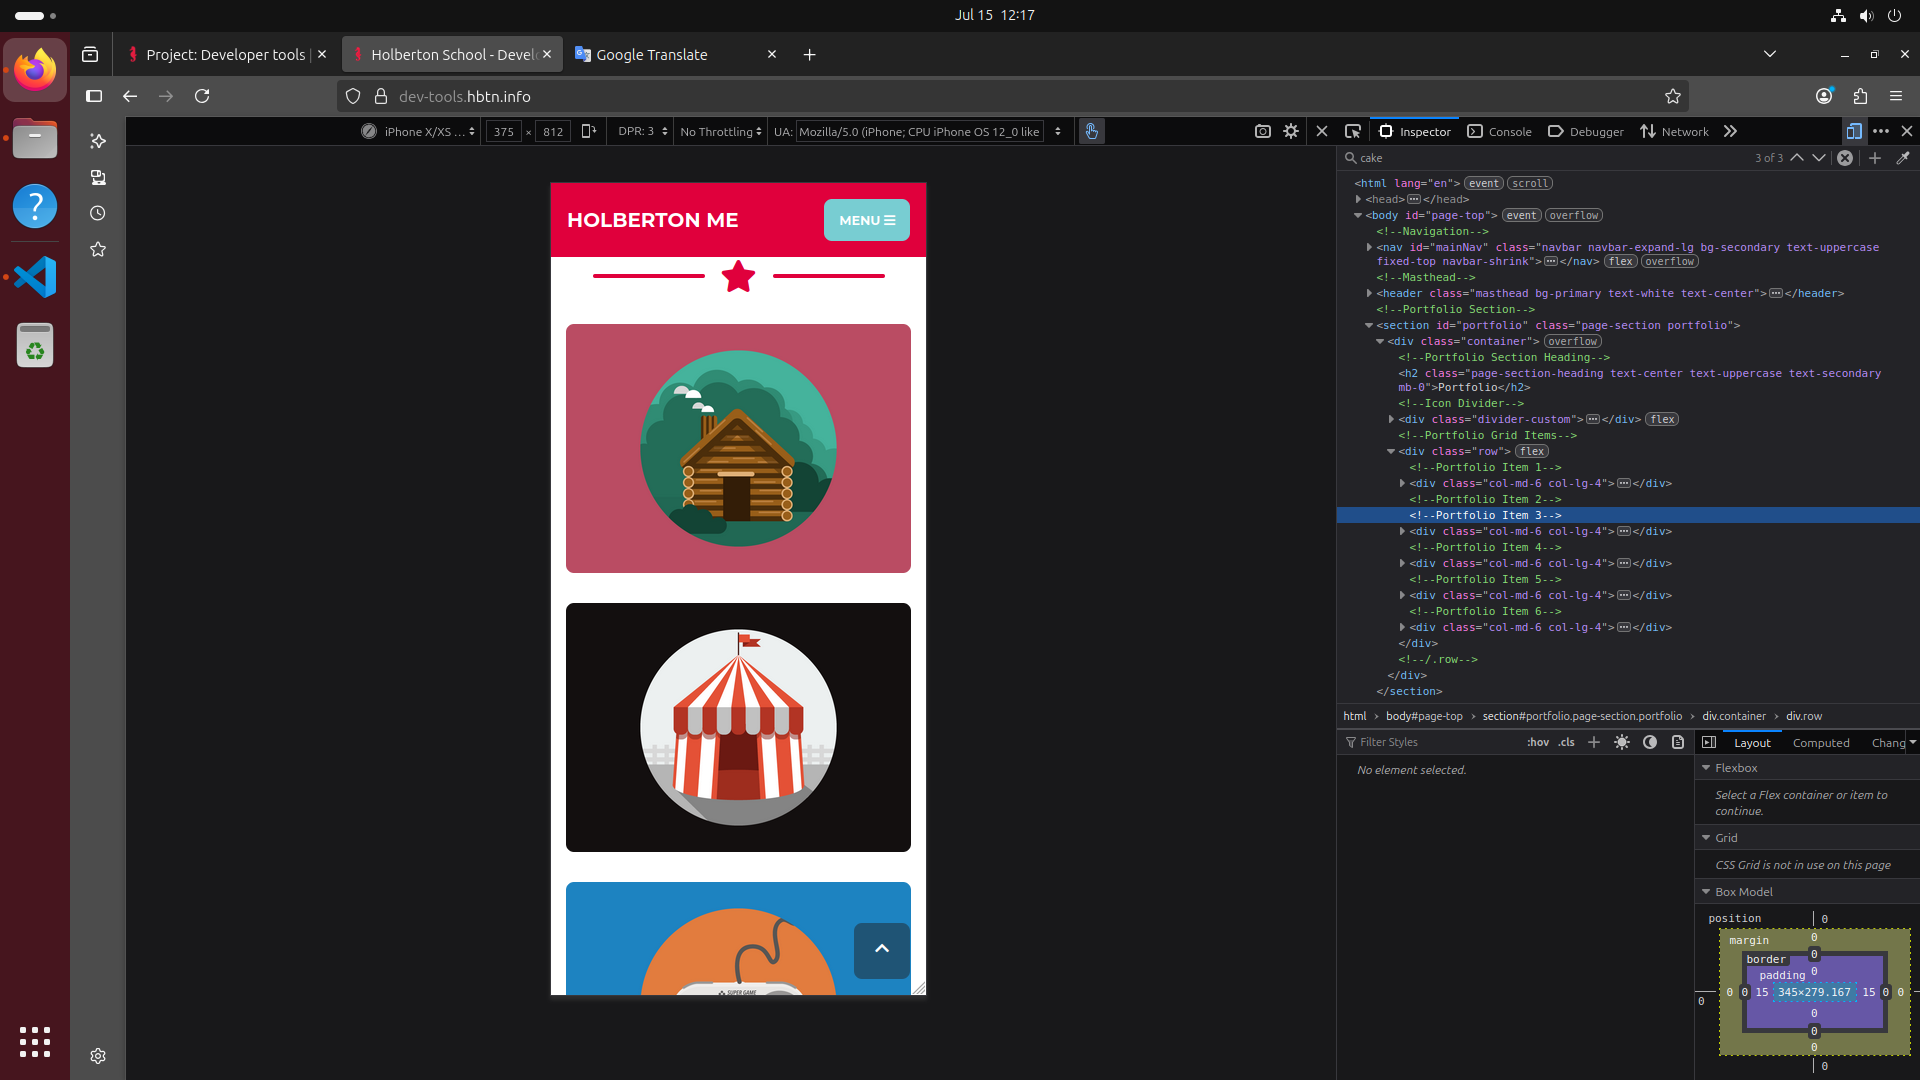 Jul 15 12:17
Project: Developer tools |
Holberton School - Devel
Google Translate
dev-tools.hbtn.info
iPhone X/XS ...
375 × 812
DPR: 3
No Throttling
UA: Mozilla/5.0 (iPhone; CPU iPhone OS 12_0 like
Inspector
Console
Debugger
Network
cake
3 of 3
HOLBERTON ME
MENU
SUPER GAME
<html lang="en"> event scroll
<head> </head>
<body id="page-top"> event overflow
<!--Navigation-->
<nav id="mainNav" class="navbar navbar-expand-lg bg-secondary text-uppercase
fixed-top navbar-shrink"> </nav> flex overflow
<!--Masthead-->
<header class="masthead bg-primary text-white text-center"> </header>
<!--Portfolio Section-->
<section id="portfolio" class="page-section portfolio">
<div class="container"> overflow
<!--Portfolio Section Heading-->
<h2 class="page-section-heading text-center text-uppercase text-secondary
mb-0">Portfolio</h2>
<!--Icon Divider-->
<div class="divider-custom"> </div> flex
<!--Portfolio Grid Items-->
<div class="row"> flex
<!--Portfolio Item 1-->
<div class="col-md-6 col-lg-4"> </div>
<!--Portfolio Item 2-->
<!--Portfolio Item 3-->
<div class="col-md-6 col-lg-4"> </div>
<!--Portfolio Item 4-->
<div class="col-md-6 col-lg-4"> </div>
<!--Portfolio Item 5-->
<div class="col-md-6 col-lg-4"> </div>
<!--Portfolio Item 6-->
<div class="col-md-6 col-lg-4"> </div>
</div>
<!--/.row-->
</div>
</section>
html › body#page-top › section#portfolio.page-section.portfolio › div.container › div.row
Filter Styles
:hov .cls
No element selected.
Layout
Computed
Chang
Flexbox
Select a Flex container or item to
continue.
Grid
CSS Grid is not in use on this page
Box Model
position 0
margin 0
border 0
padding 0
0 0 0 15 345×279.167 15 0 0
0
0
0
0